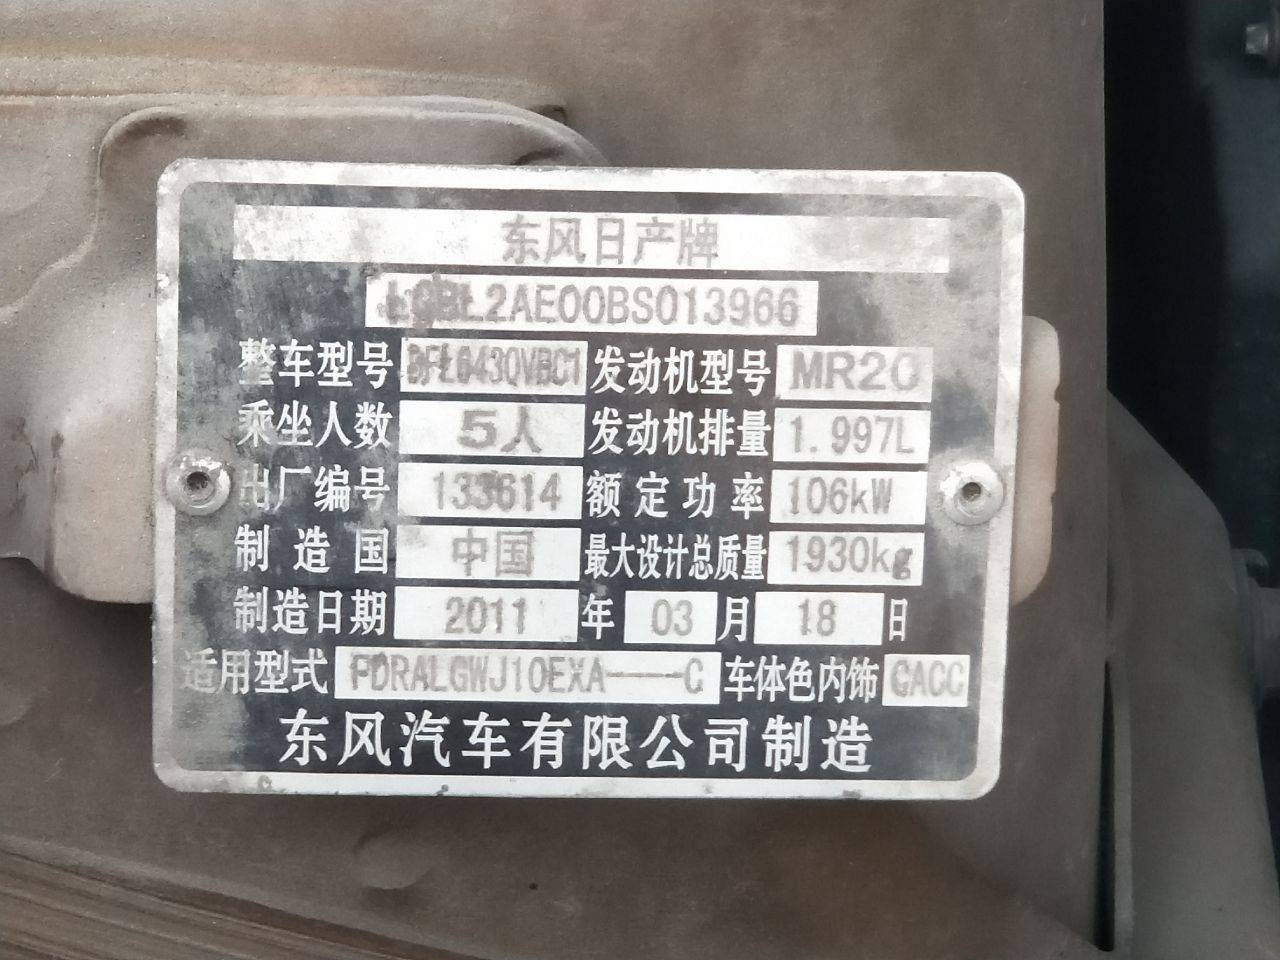 东风日产牌
LGBL2AE00BS013966
整车型号 DFL6430VBC1 发动机型号 MR20
乘坐人数 5人 发动机排量 1.997L
出厂编号 133614 额定功率 106kW
制造国 中国 最大设计总质量 1930kg
制造日期 2011 年 03 月 18 日
适用型式 FDRALGWJ10EXA----C 车体色内饰 CACC
东风汽车有限公司制造